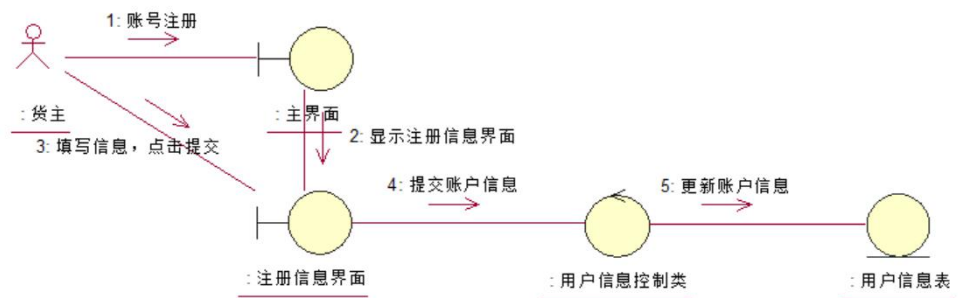 1: 账号注册
: 货主
: 主界面
2: 显示注册信息界面
3: 填写信息，点击提交
4: 提交账户信息
5: 更新账户信息
: 注册信息界面
: 用户信息控制类
: 用户信息表